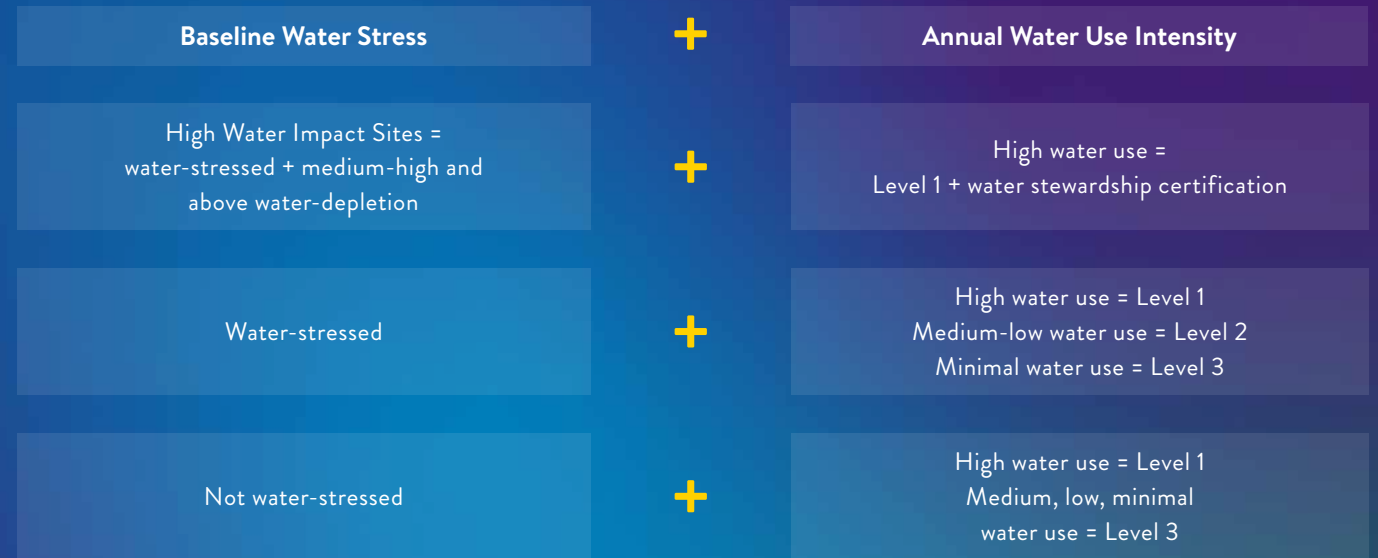 Baseline Water Stress
+
Annual Water Use Intensity
High Water Impact Sites =
water-stressed + medium-high and
above water-depletion
+
High water use =
Level 1 + water stewardship certification
Water-stressed
+
High water use = Level 1
Medium-low water use = Level 2
Minimal water use = Level 3
Not water-stressed
+
High water use = Level 1
Medium, low, minimal
water use = Level 3